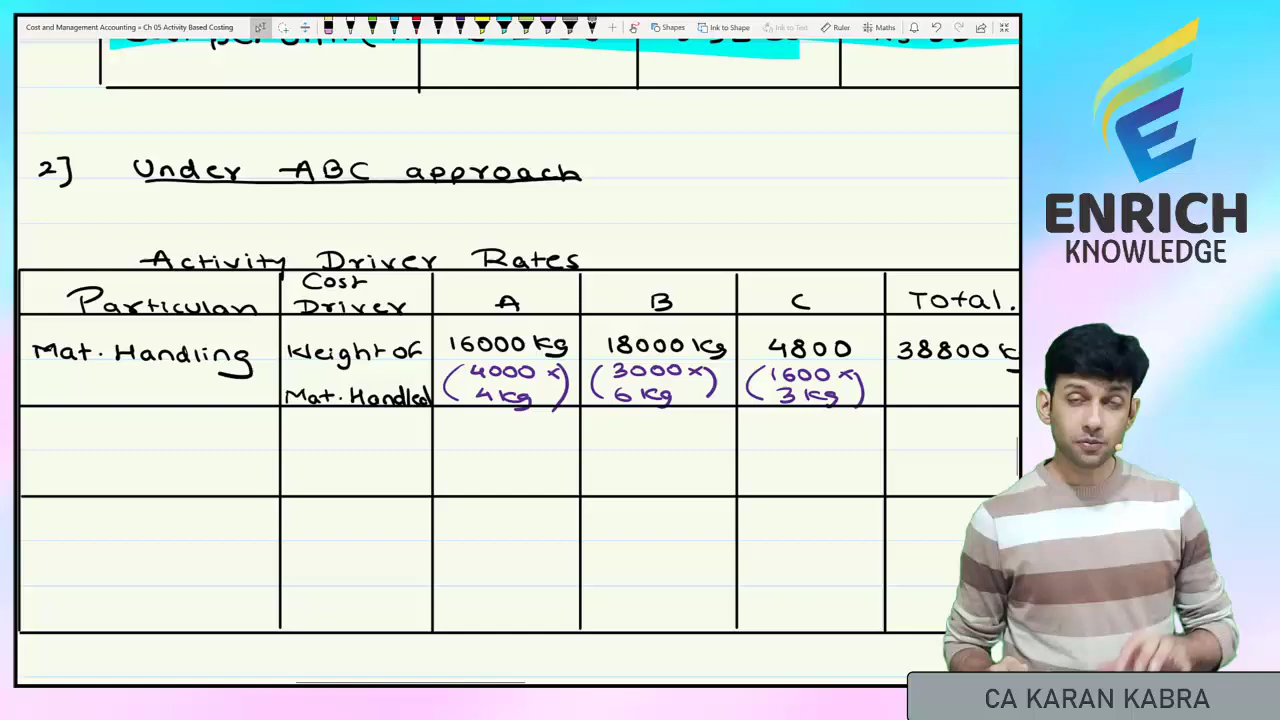 Cost and Management Accounting » Ch 05 Activity Based Costing
Shapes
Ink to Shape
Ink to Text
Ruler
Maths
2] Under ABC approach
Activity Driver Rates
Particulars Cost Driver A B C Total.
Mat. Handling Weight of Mat. Handled 16000 kg (4000 x 4 kg) 18000 kg (3000 x 6 kg) 4800 (1600 x 3 kg) 38800 k
ENRICH
KNOWLEDGE
CA KARAN KABRA